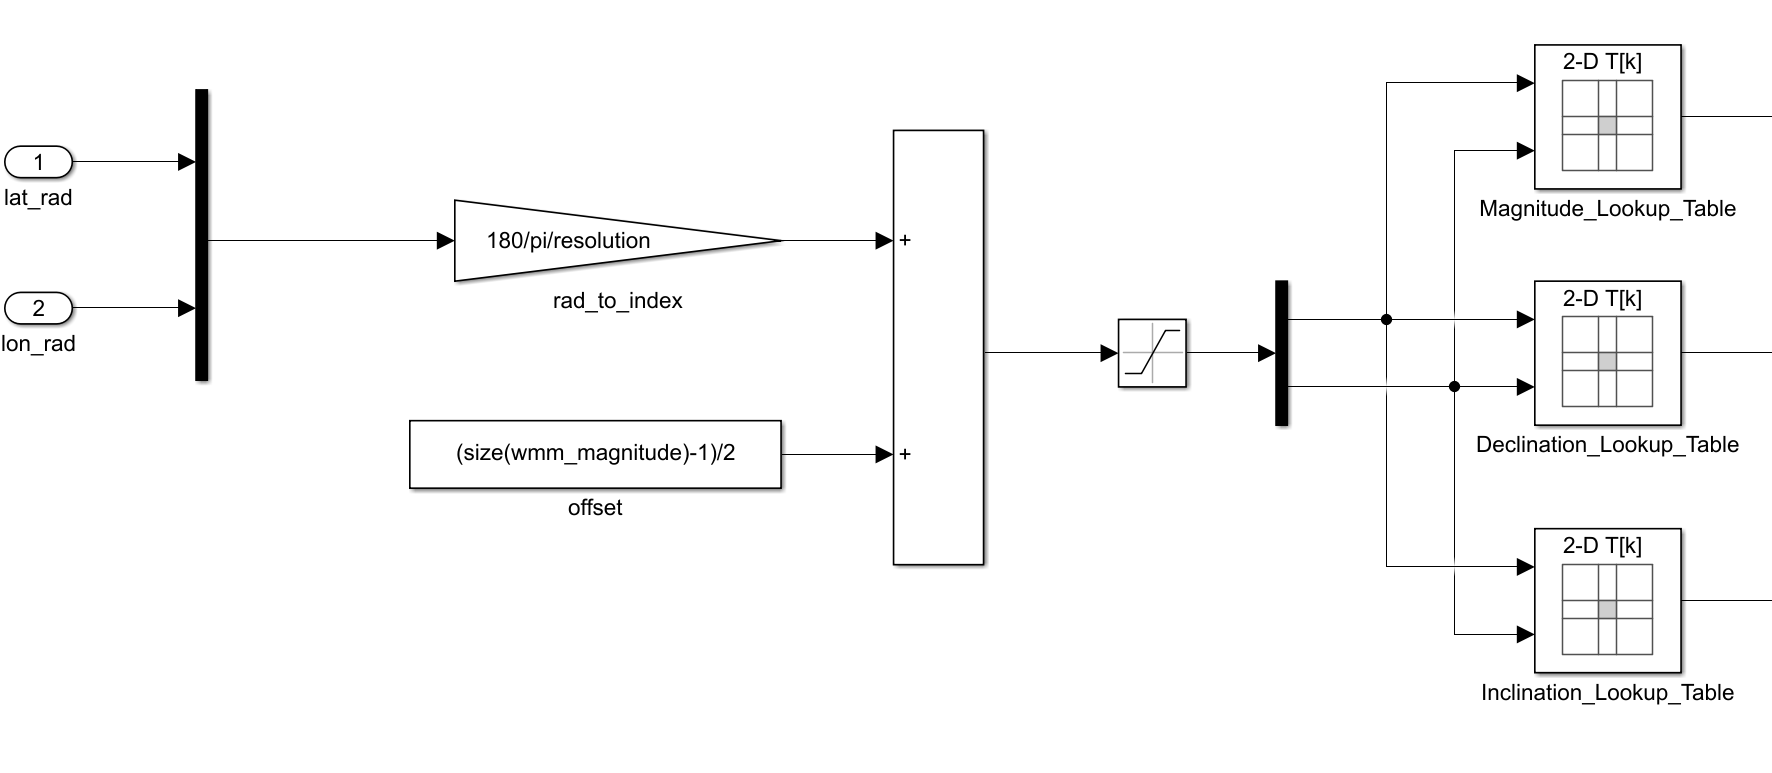 1
lat_rad
2
lon_rad
180/pi/resolution
rad_to_index
(size(wmm_magnitude)-1)/2
offset
+
+
2-D T[k]
Magnitude_Lookup_Table
2-D T[k]
Declination_Lookup_Table
2-D T[k]
Inclination_Lookup_Table